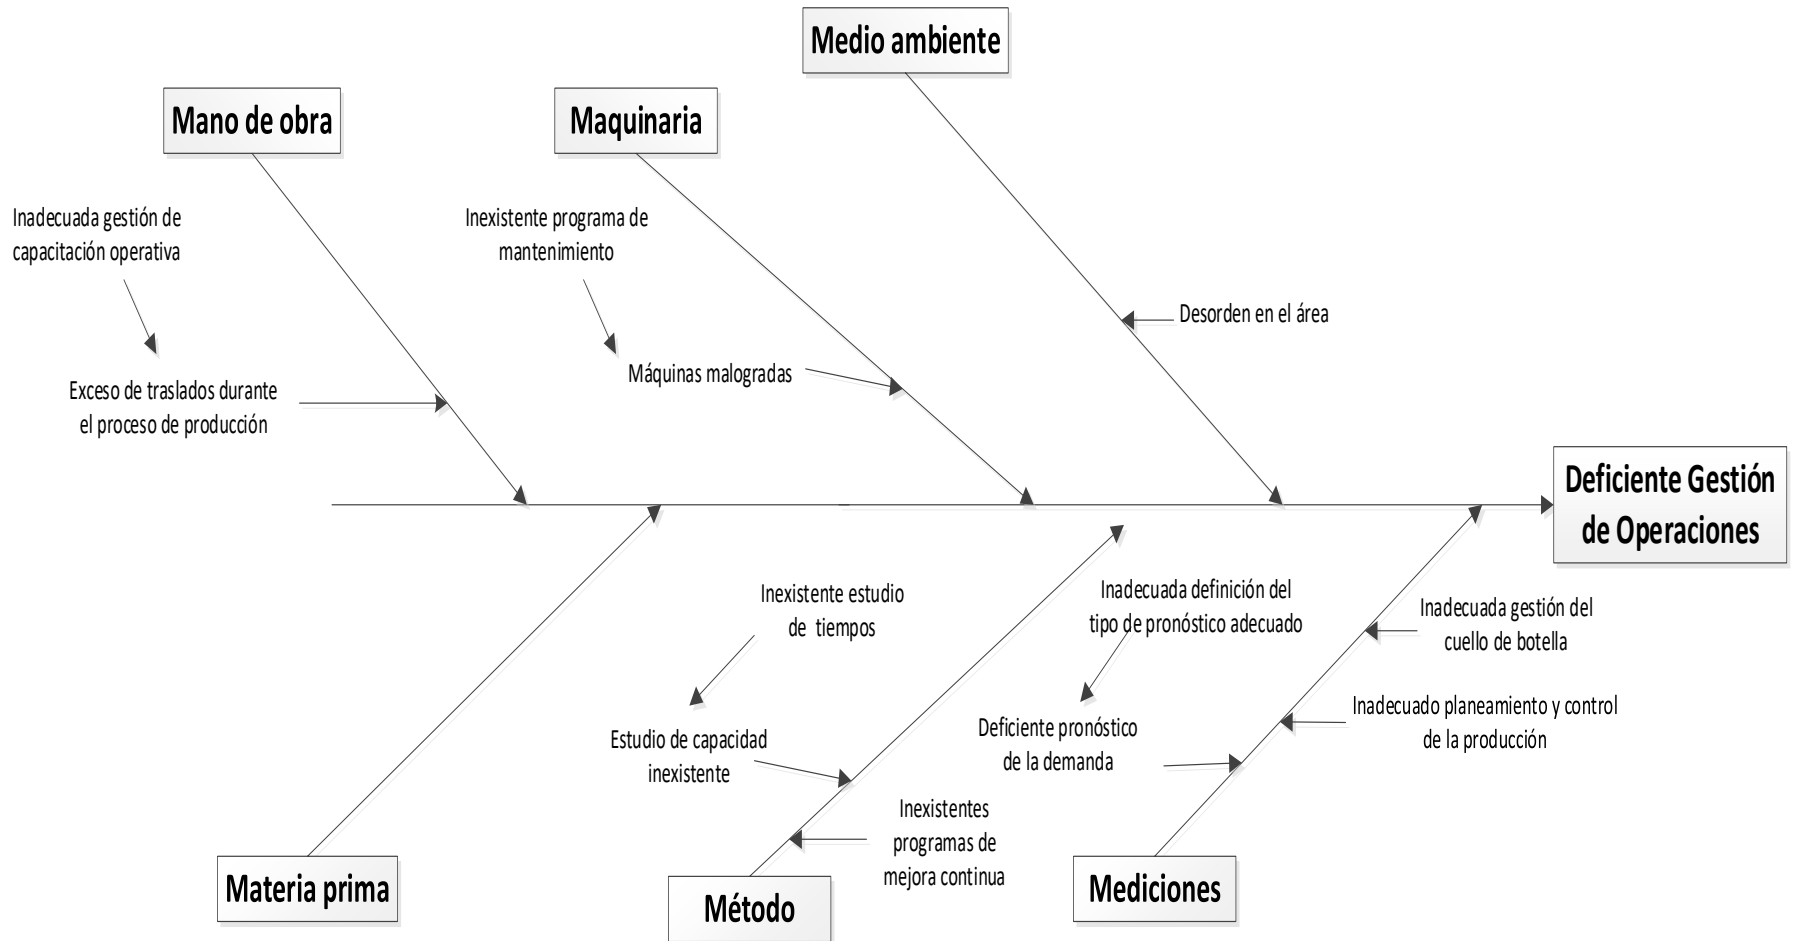 Medio ambiente
Mano de obra
Maquinaria
Inadecuada gestión de
capacitación operativa
Inexistente programa de
mantenimiento
Desorden en el área
Máquinas malogradas
Exceso de traslados durante
el proceso de producción
Deficiente Gestión
de Operaciones
Inexistente estudio
de tiempos
Inadecuada definición del
tipo de pronóstico adecuado
Inadecuada gestión del
cuello de botella
Estudio de capacidad
inexistente
Deficiente pronóstico
de la demanda
Inadecuado planeamiento y control
de la producción
Inexistentes
programas de
mejora continua
Materia prima
Método
Mediciones